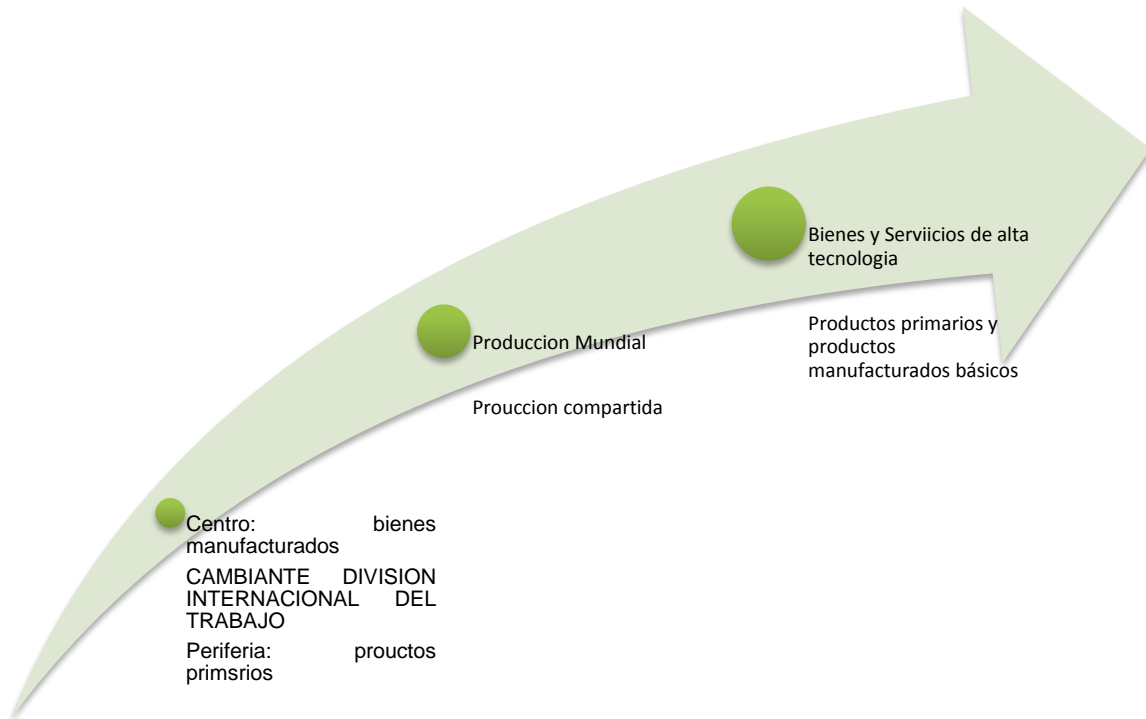 Bienes y Serviicios de alta
tecnologia
Productos primarios y
productos
manufacturados básicos
Produccion Mundial
Prouccion compartida
Centro: bienes
manufacturados
CAMBIANTE DIVISION
INTERNACIONAL DEL
TRABAJO
Periferia: prouctos
primsrios